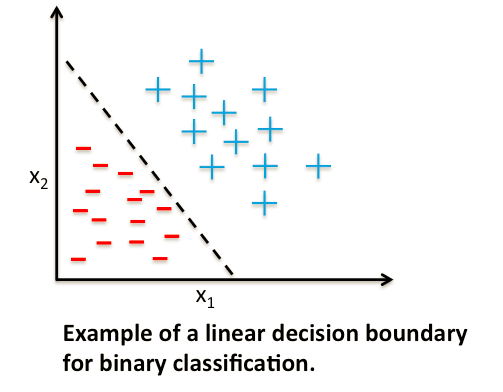 x2
x1
Example of a linear decision boundary
for binary classification.